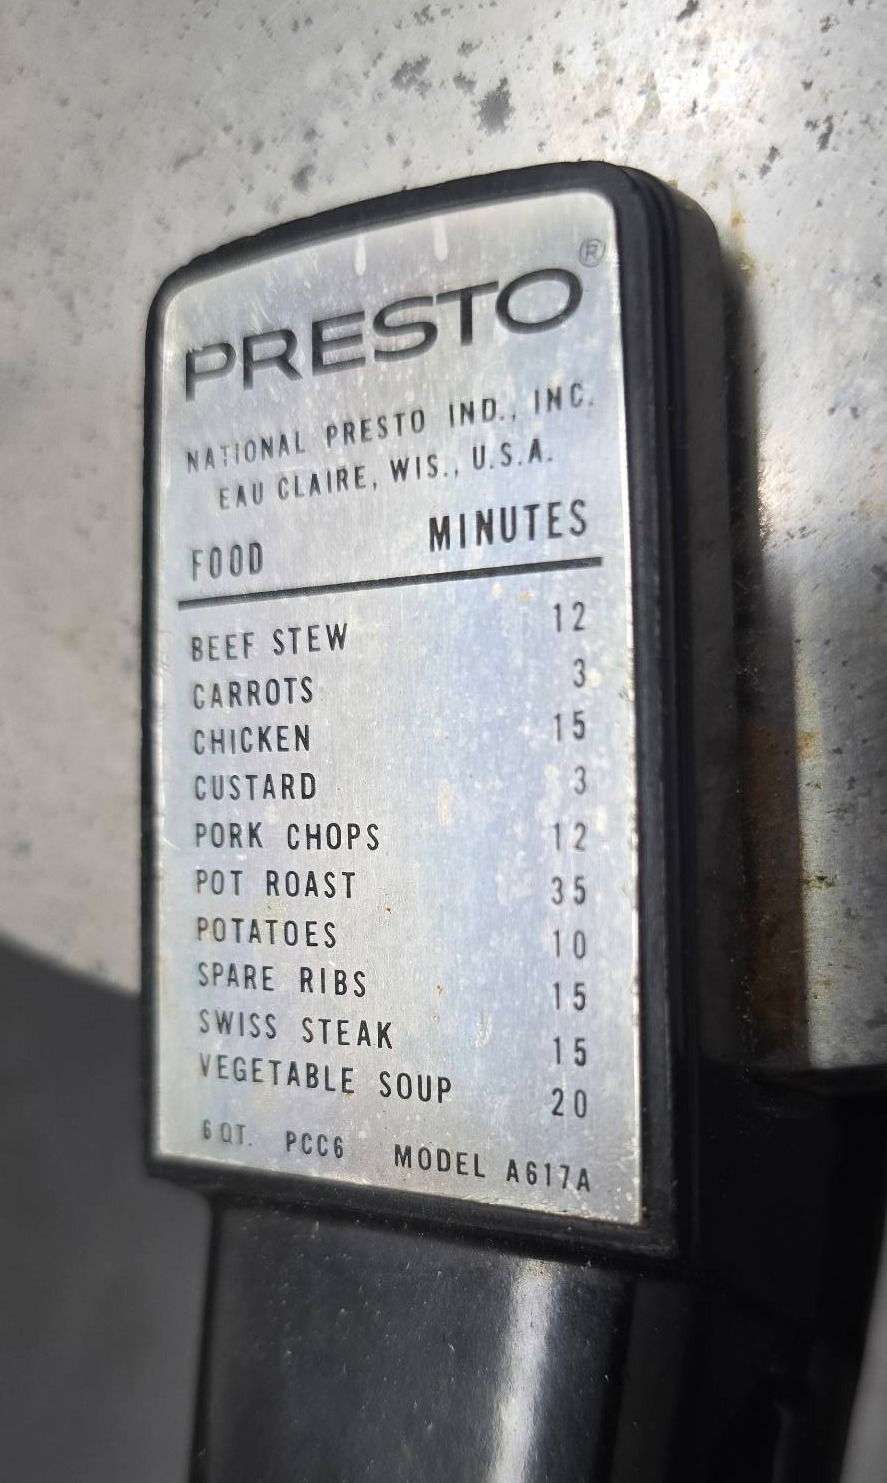 PRESTO®
NATIONAL PRESTO IND., INC.
EAU CLAIRE, WIS., U.S.A.
FOOD MINUTES
BEEF STEW 12
CARROTS 3
CHICKEN 15
CUSTARD 3
PORK CHOPS 12
POT ROAST 35
POTATOES 10
SPARE RIBS 15
SWISS STEAK 15
VEGETABLE SOUP 20
6 QT. PCC6 MODEL A617A